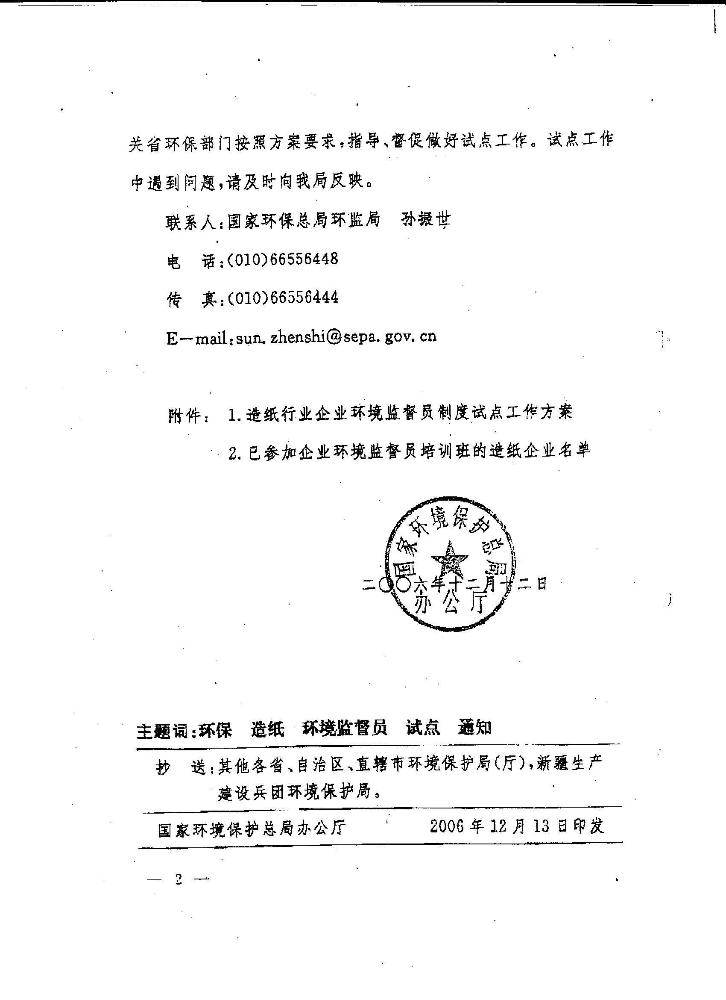 关省环保部门按照方案要求,指导、督促做好试点工作。试点工作
中遇到问题,请及时向我局反映。
联系人:国家环保总局环监局 孙振世
电 话:(010)66556448
传 真:(010)66556444
E—mail:sun.zhenshi@sepa.gov.cn
附件: 1.造纸行业企业环境监督员制度试点工作方案
2.已参加企业环境监督员培训班的造纸企业名单
国家环境保护总局
二〇〇六年十二月十二日
办公厅
主题词:环保 造纸 环境监督员 试点 通知
抄 送:其他各省、自治区、直辖市环境保护局(厅),新疆生产
建设兵团环境保护局。
国家环境保护总局办公厅 2006年12月13日印发
— 2 —